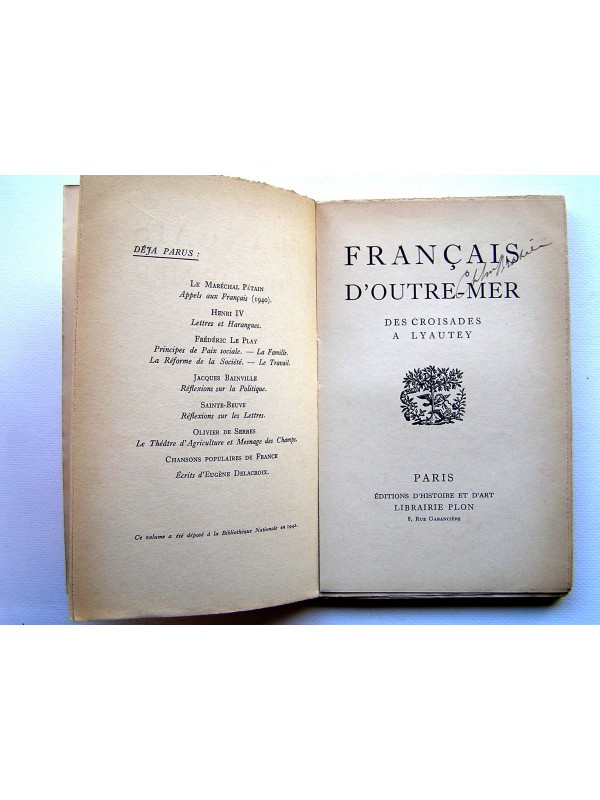 DÉJA PARUS :
LE MARÉCHAL PÉTAIN
Appels aux Français (1940).
HENRI IV
Lettres et Harangues.
FRÉDÉRIC LE PLAY
Principes de Paix sociale. — La Famille.
La Réforme de la Société. — Le Travail.
JACQUES BAINVILLE
Réflexions sur la Politique.
SAINTE-BEUVE
Réflexions sur les Lettres.
OLIVIER DE SERRES
Le Théâtre d'Agriculture et Mesnage des Champs.
CHANSONS POPULAIRES DE FRANCE
Écrits d'EUGÈNE DELACROIX.
Ce volume a été déposé à la Bibliothèque Nationale en 1942.
FRANÇAIS
D'OUTRE-MER
DES CROISADES
A LYAUTEY
PARIS
ÉDITIONS D'HISTOIRE ET D'ART
LIBRAIRIE PLON
8, RUE GARANCIÈRE